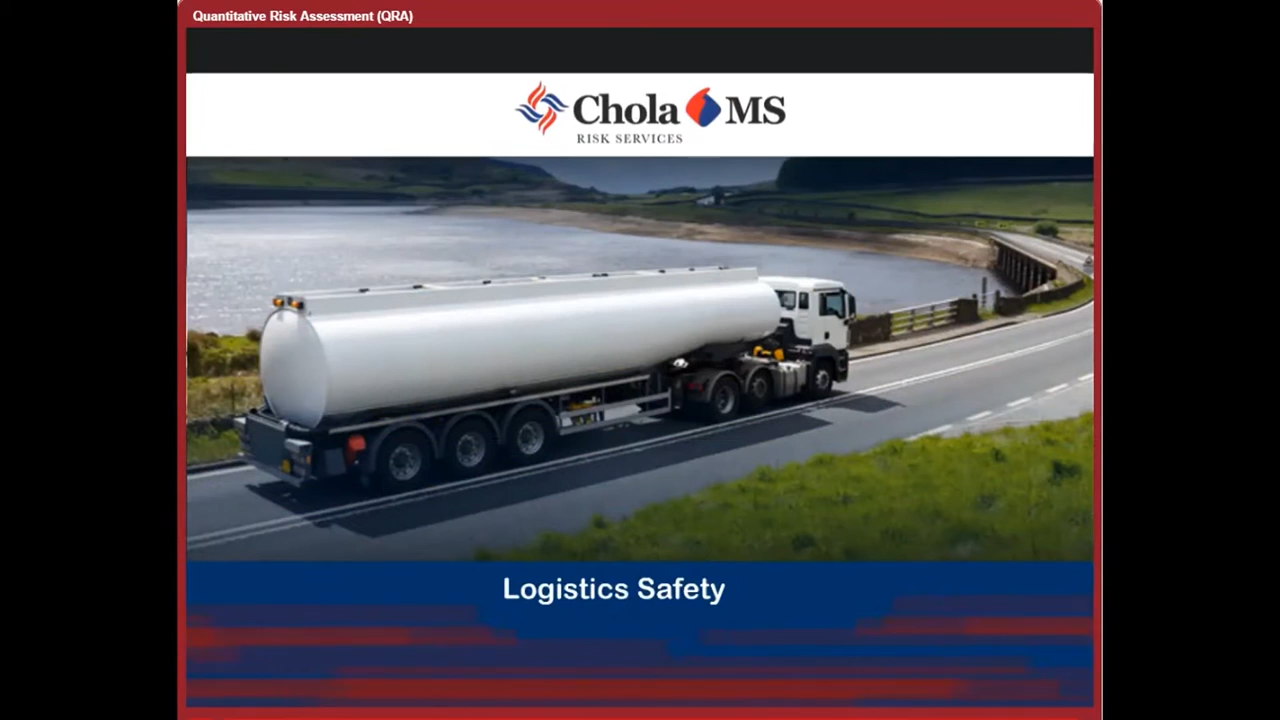 Quantitative Risk Assessment (QRA)
Chola MS
RISK SERVICES
Logistics Safety